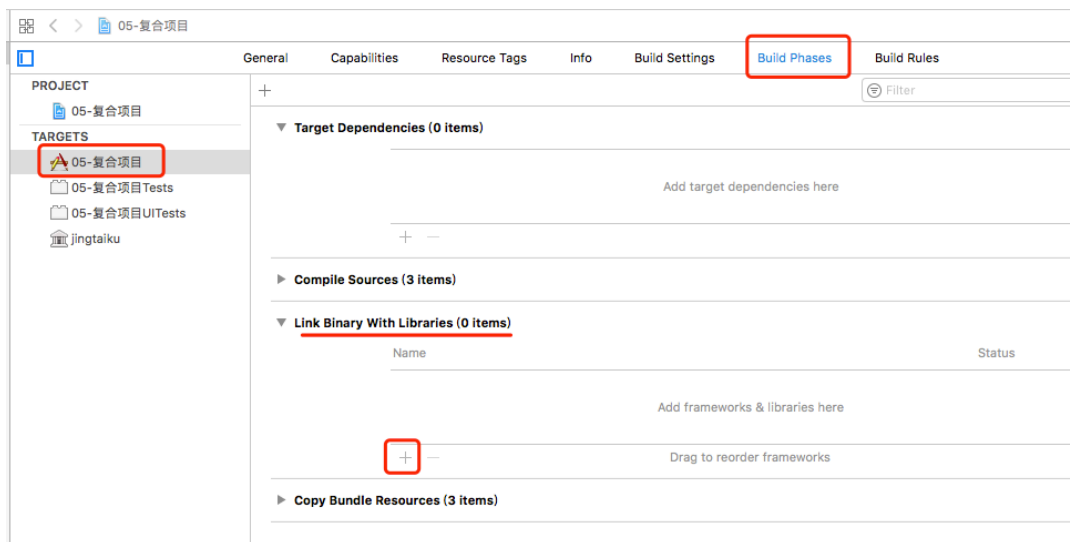 05-复合项目
General Capabilities Resource Tags Info Build Settings Build Phases Build Rules
PROJECT
05-复合项目
TARGETS
05-复合项目
05-复合项目Tests
05-复合项目UITests
jingtaiku
Filter
Target Dependencies (0 items)
Add target dependencies here
Compile Sources (3 items)
Link Binary With Libraries (0 items)
Name Status
Add frameworks & libraries here
Drag to reorder frameworks
Copy Bundle Resources (3 items)